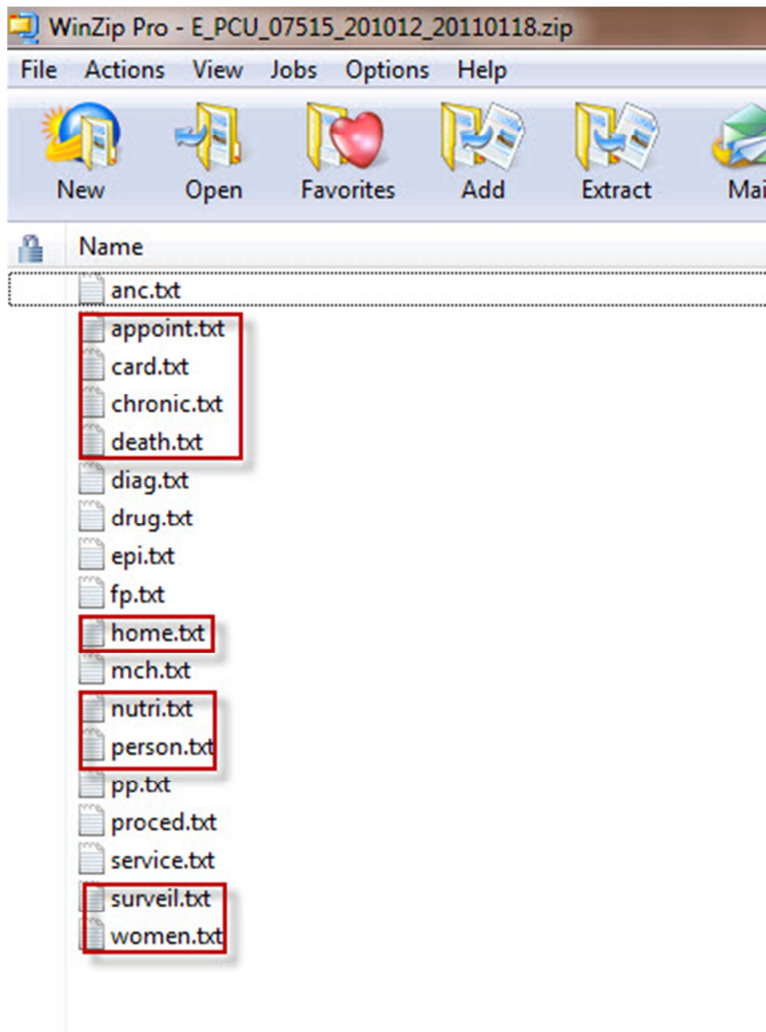 WinZip Pro - E_PCU_07515_201012_20110118.zip
File Actions View Jobs Options Help
New Open Favorites Add Extract Mai
Name
anc.txt
appoint.txt
card.txt
chronic.txt
death.txt
diag.txt
drug.txt
epi.txt
fp.txt
home.txt
mch.txt
nutri.txt
person.txt
pp.txt
proced.txt
service.txt
surveil.txt
women.txt